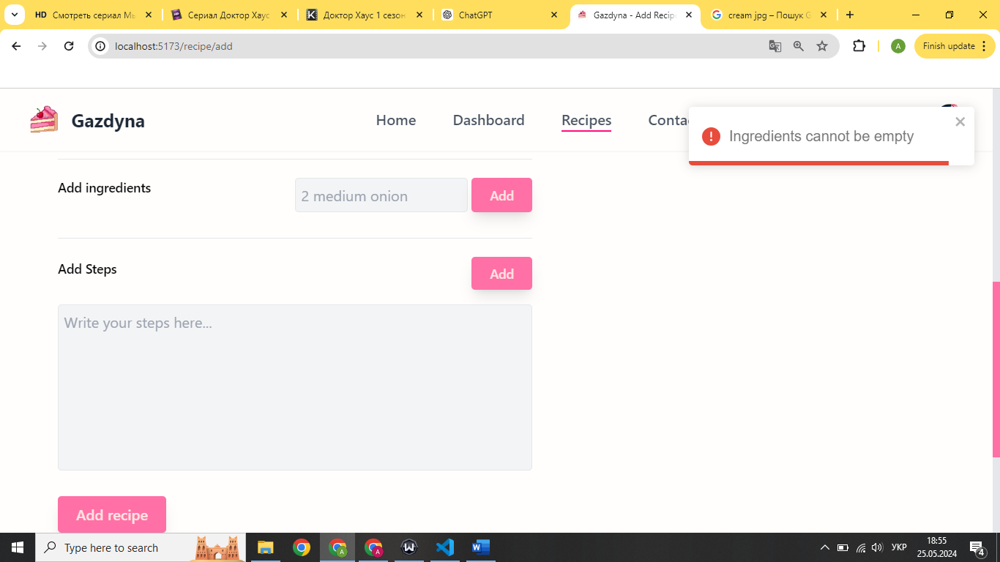 HD Смотреть сериал Мы
Сериал Доктор Хаус
Доктор Хаус 1 сезон
ChatGPT
Gazdyna - Add Recip
cream jpg – Пошук G
localhost:5173/recipe/add
A
Finish update
Gazdyna
Home
Dashboard
Recipes
Conta
Ingredients cannot be empty
Add ingredients
2 medium onion
Add
Add Steps
Add
Write your steps here...
Add recipe
Type here to search
УКР
18:55
25.05.2024
4